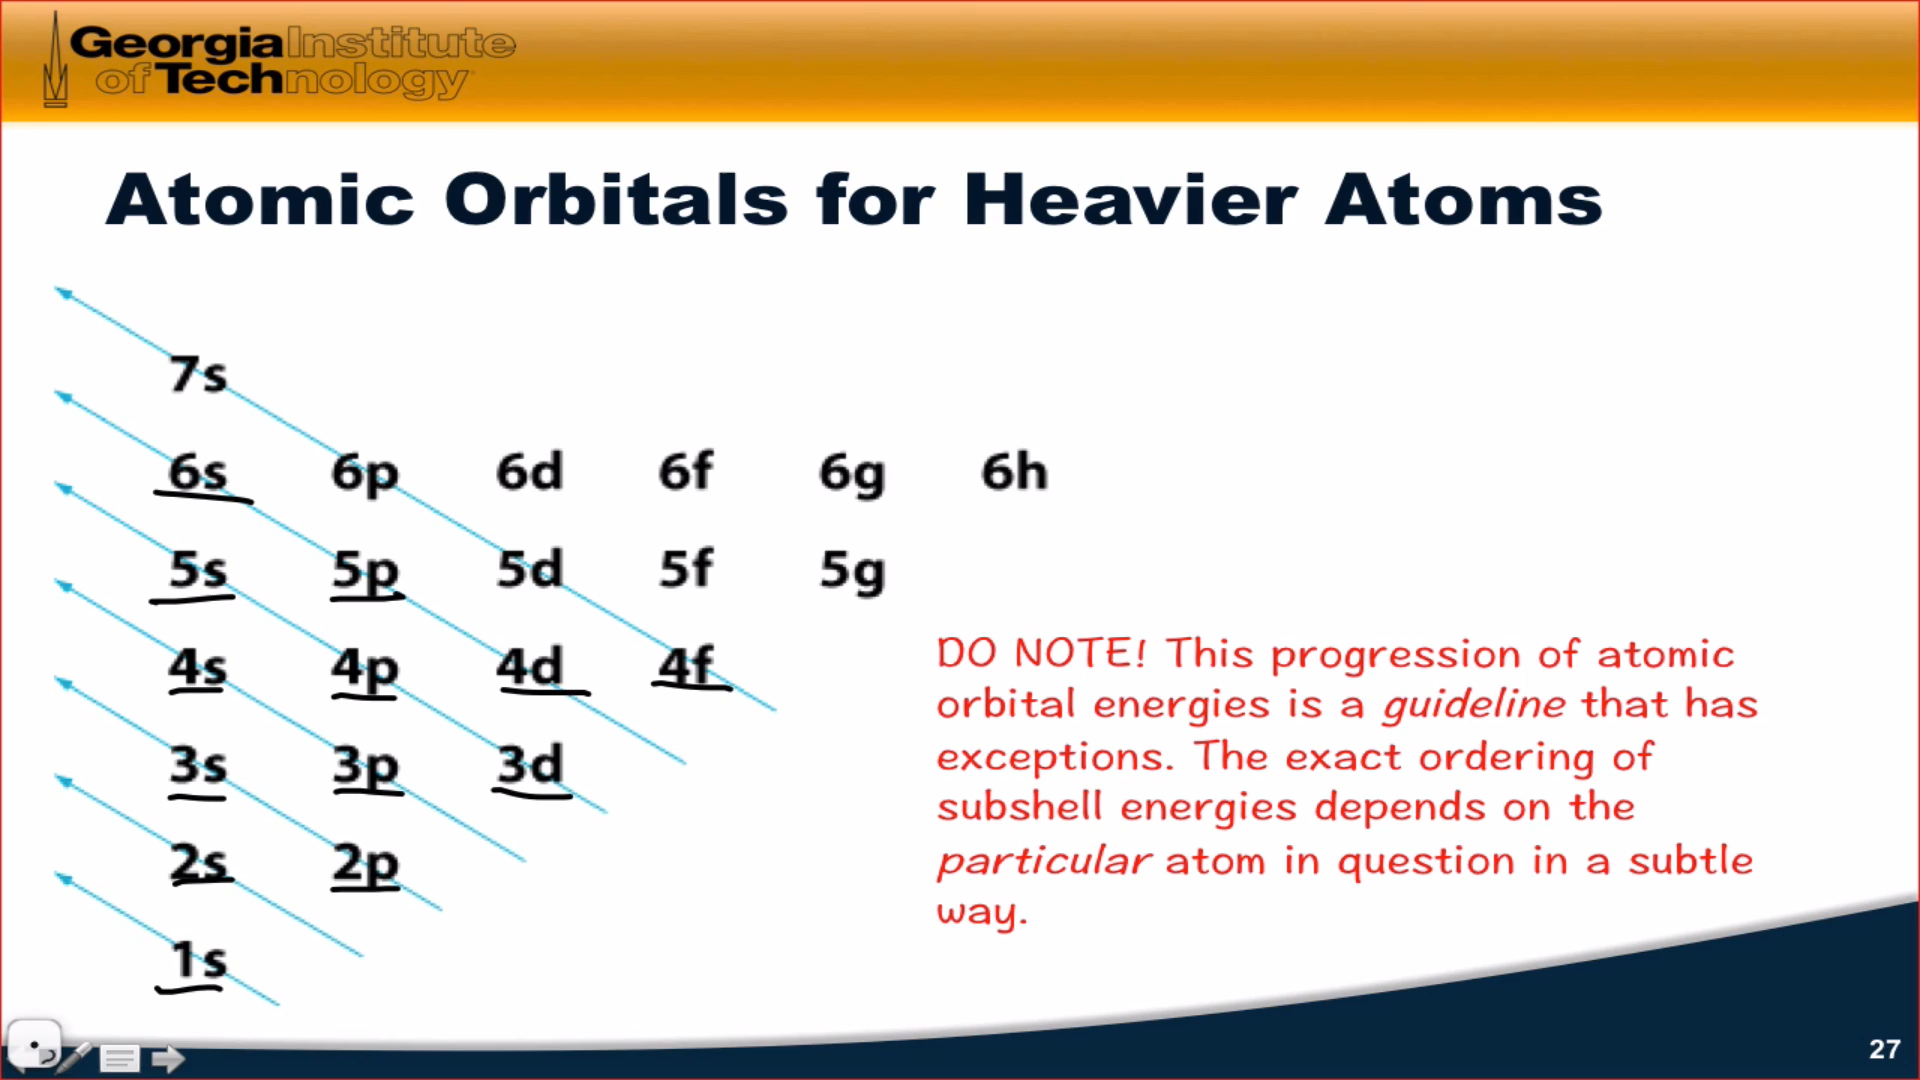 Georgia Institute
of Technology
Atomic Orbitals for Heavier Atoms
7s
6s 6p 6d 6f 6g 6h
5s 5p 5d 5f 5g
4s 4p 4d 4f
3s 3p 3d
2s 2p
1s
DO NOTE! This progression of atomic
orbital energies is a guideline that has
exceptions. The exact ordering of
subshell energies depends on the
particular atom in question in a subtle
way.
27